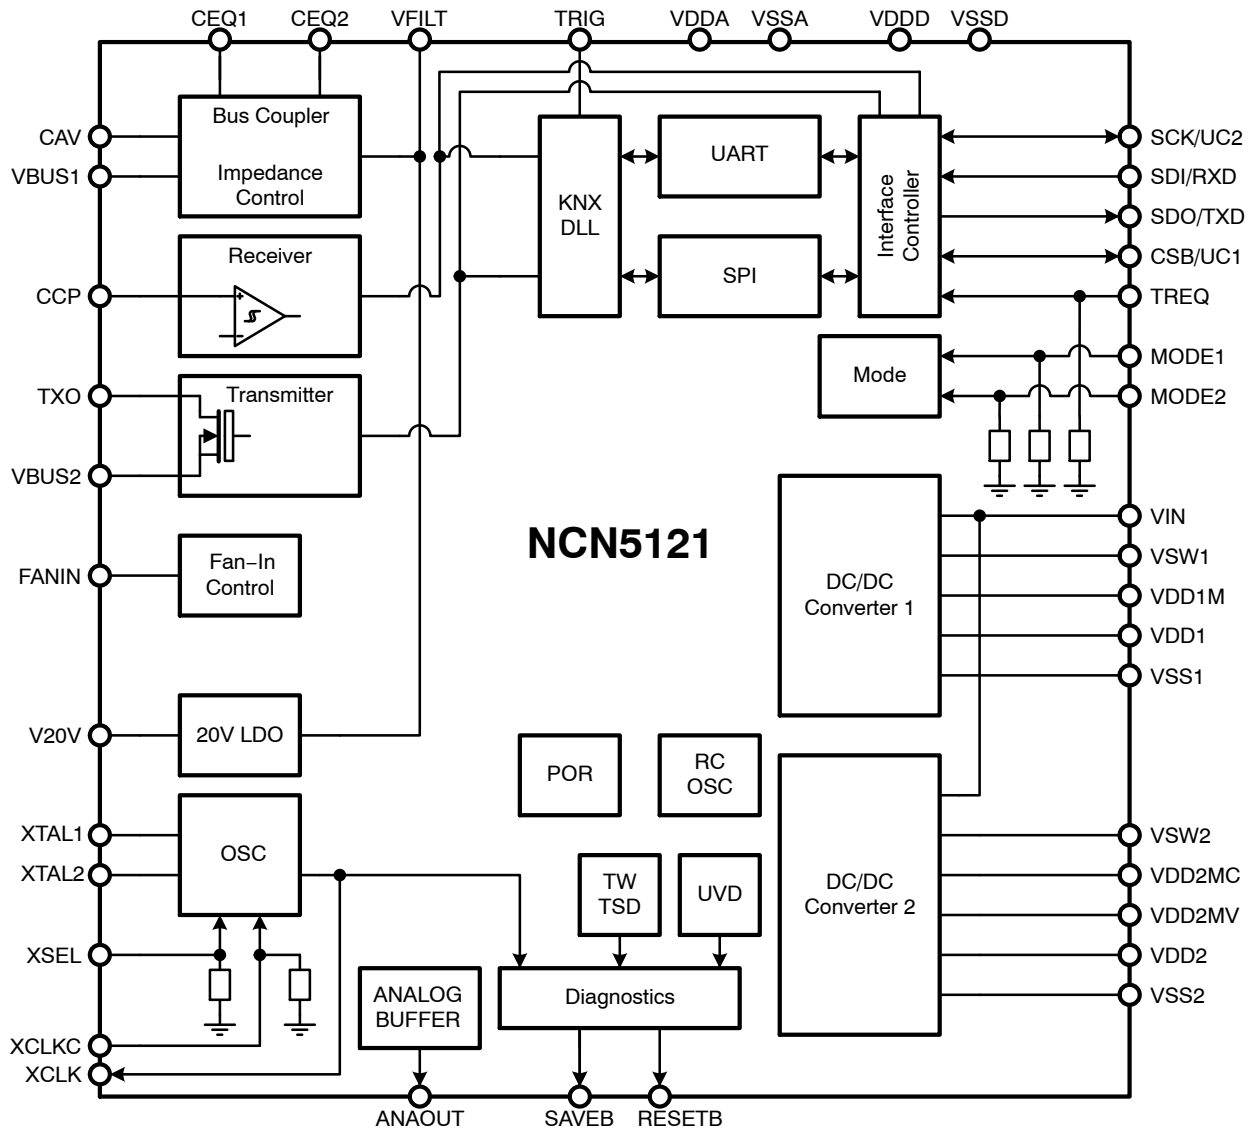 CEQ1 CEQ2 VFILT TRIG VDDA VSSA VDDD VSSD
CAV
VBUS1
CCP
TXO
VBUS2
FANIN
V20V
XTAL1
XTAL2
XSEL
XCLKC
XCLK
Bus Coupler
Impedance
Control
Receiver
+
−
Transmitter
Fan−In
Control
20V LDO
OSC
KNX
DLL
UART
SPI
Interface
Controller
Mode
NCN5121
DC/DC
Converter 1
POR
RC
OSC
TW
TSD
UVD
DC/DC
Converter 2
ANALOG
BUFFER
Diagnostics
SCK/UC2
SDI/RXD
SDO/TXD
CSB/UC1
TREQ
MODE1
MODE2
VIN
VSW1
VDD1M
VDD1
VSS1
VSW2
VDD2MC
VDD2MV
VDD2
VSS2
ANAOUT SAVEB RESETB